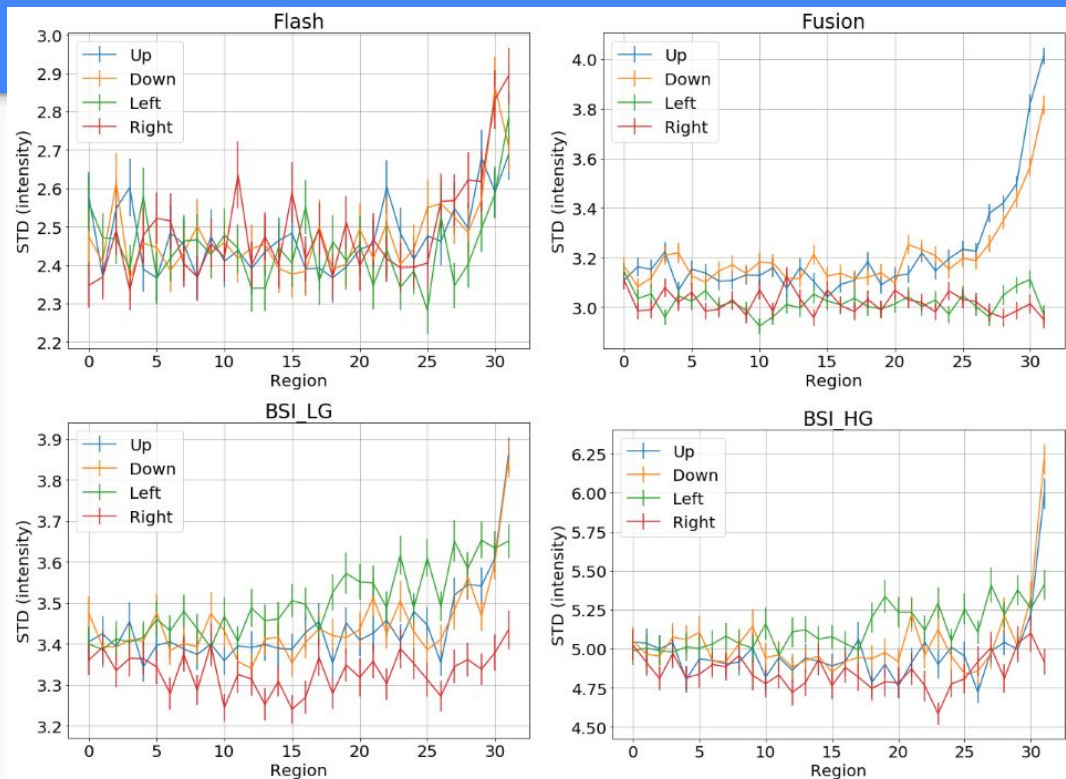 Flash
3.0
2.9
2.8
2.7
2.6
2.5
2.4
2.3
2.2
STD (intensity)
Up
Down
Left
Right
0 5 10 15 20 25 30
Region
Fusion
4.0
3.8
3.6
3.4
3.2
3.0
STD (intensity)
Up
Down
Left
Right
0 5 10 15 20 25 30
Region
BSI_LG
3.9
3.8
3.7
3.6
3.5
3.4
3.3
3.2
STD (intensity)
Up
Down
Left
Right
0 5 10 15 20 25 30
Region
BSI_HG
6.25
6.00
5.75
5.50
5.25
5.00
4.75
4.50
STD (intensity)
Up
Down
Left
Right
0 5 10 15 20 25 30
Region